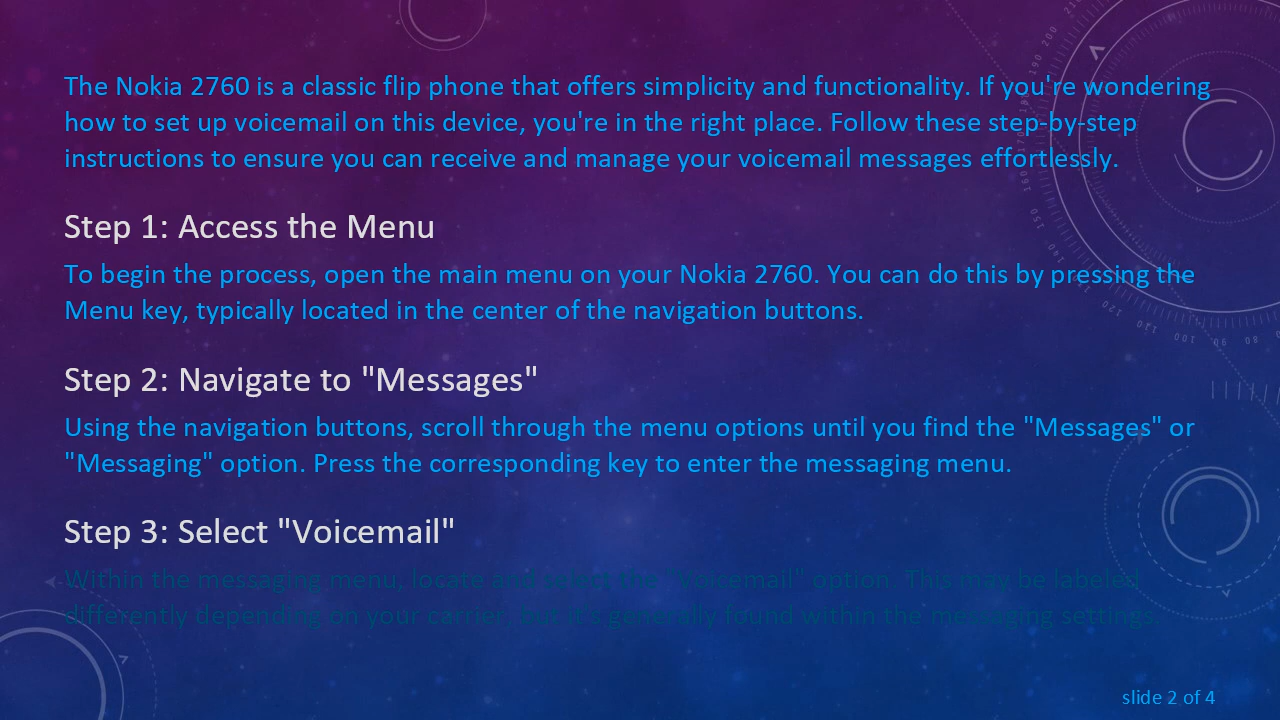 The Nokia 2760 is a classic flip phone that offers simplicity and functionality. If you're wondering
how to set up voicemail on this device, you're in the right place. Follow these step-by-step
instructions to ensure you can receive and manage your voicemail messages effortlessly.
Step 1: Access the Menu
To begin the process, open the main menu on your Nokia 2760. You can do this by pressing the
Menu key, typically located in the center of the navigation buttons.
Step 2: Navigate to "Messages"
Using the navigation buttons, scroll through the menu options until you find the "Messages" or
"Messaging" option. Press the corresponding key to enter the messaging menu.
Step 3: Select "Voicemail"
Within the messaging menu, locate and select the "Voicemail" option. This may be labeled
differently depending on your carrier, but it's generally found within the messaging settings.
slide 2 of 4